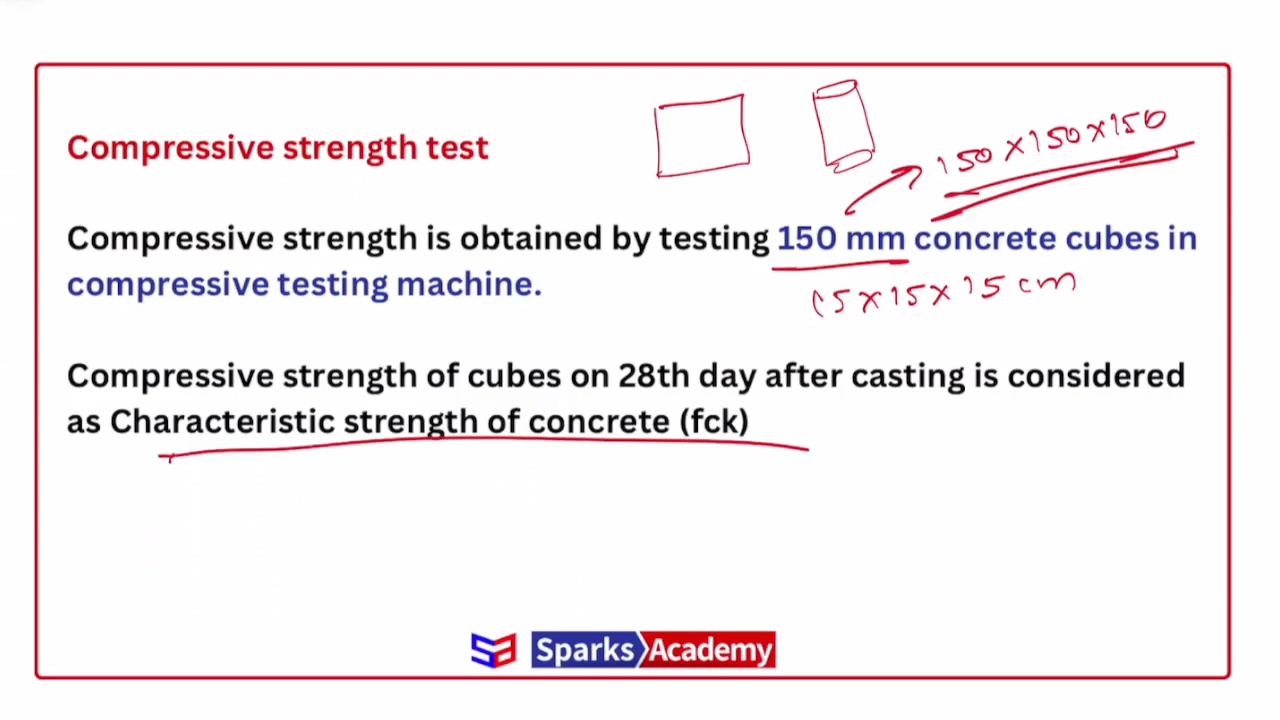 Compressive strength test
150 x 150 x 150
Compressive strength is obtained by testing 150 mm concrete cubes in
compressive testing machine.
15 x 15 x 15 cm
Compressive strength of cubes on 28th day after casting is considered
as Characteristic strength of concrete (fck)
Sparks Academy